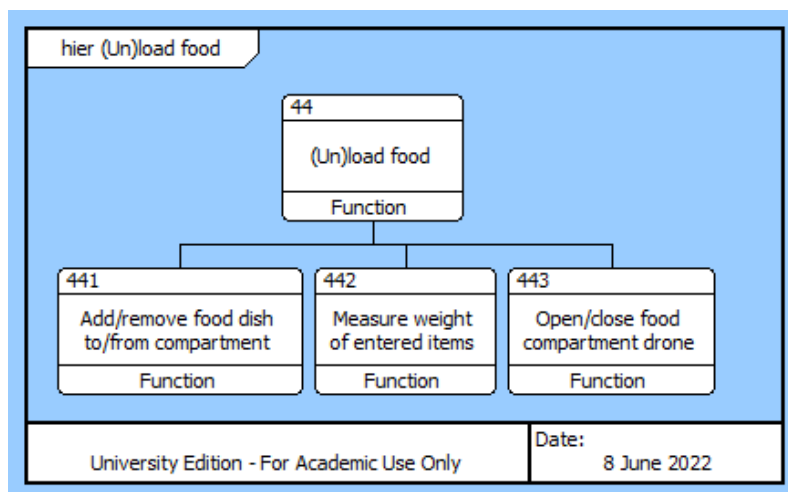 hier (Un)load food
44
(Un)load food
Function
441
Add/remove food dish
to/from compartment
Function
442
Measure weight
of entered items
Function
443
Open/close food
compartment drone
Function
University Edition - For Academic Use Only
Date:
8 June 2022